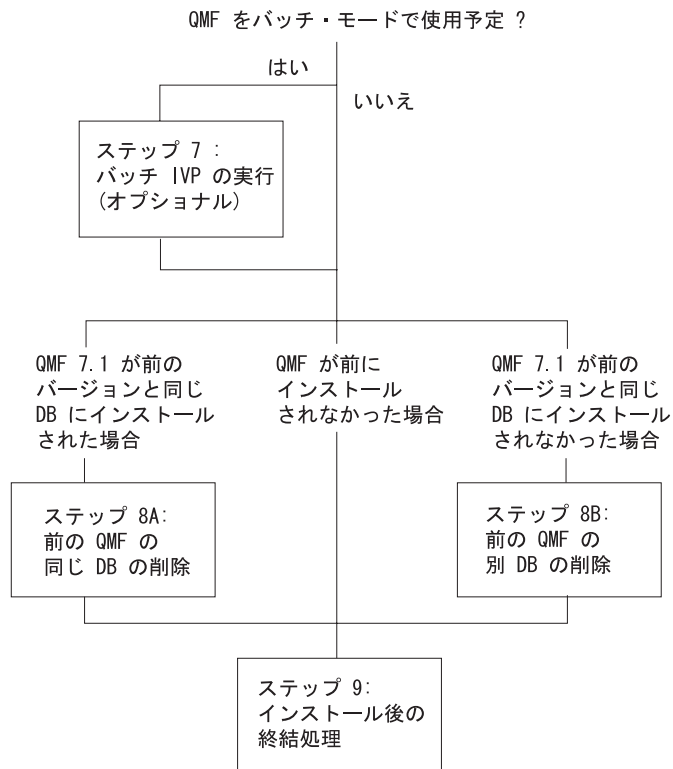 QMF をバッチ・モードで使用予定 ?
はい
いいえ
ステップ 7 :
バッチ IVP の実行
(オプショナル)
QMF 7.1 が前の
バージョンと同じ
DB にインストール
された場合
QMF が前に
インストール
されなかった場合
QMF 7.1 が前の
バージョンと同じ
DB にインストール
されなかった場合
ステップ 8A:
前の QMF の
同じ DB の削除
ステップ 8B:
前の QMF の
別 DB の削除
ステップ 9:
インストール後の
終結処理